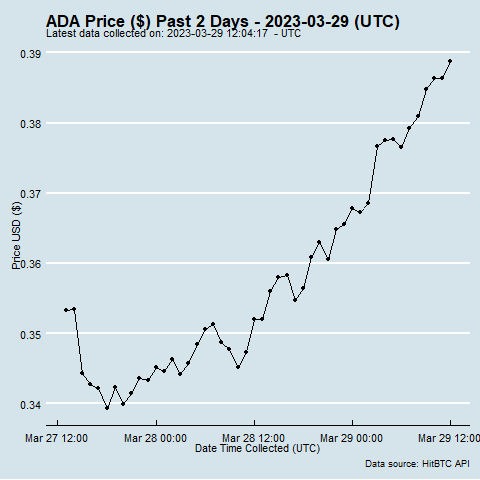 ADA Price ($) Past 2 Days - 2023-03-29 (UTC)
Latest data collected on: 2023-03-29 12:04:17  - UTC
0.39
0.38
0.37
0.36
0.35
0.34
Price USD ($)
Mar 27 12:00
Mar 28 00:00
Mar 28 12:00
Mar 29 00:00
Mar 29 12:00
Date Time Collected (UTC)
Data source: HitBTC API